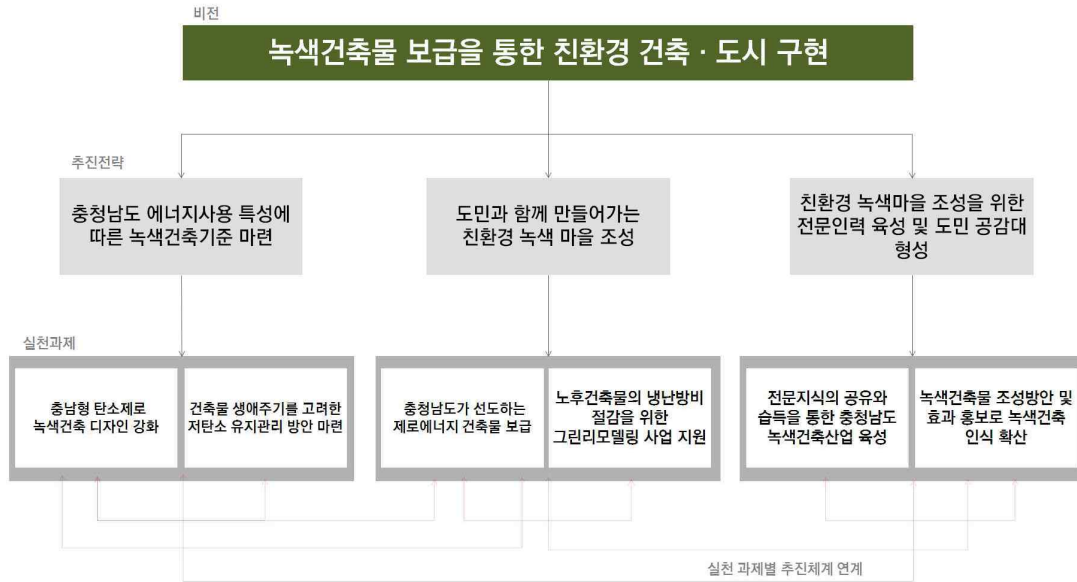 비전
녹색건축물 보급을 통한 친환경 건축 · 도시 구현
추진전략
충청남도 에너지사용 특성에
따른 녹색건축기준 마련
도민과 함께 만들어가는
친환경 녹색 마을 조성
친환경 녹색마을 조성을 위한
전문인력 육성 및 도민 공감대
형성
실천과제
충남형 탄소제로
녹색건축 디자인 강화
건축물 생애주기를 고려한
저탄소 유지관리 방안 마련
충청남도가 선도하는
제로에너지 건축물 보급
노후건축물의 냉난방비
절감을 위한
그린리모델링 사업 지원
전문지식의 공유와
습득을 통한 충청남도
녹색건축산업 육성
녹색건축물 조성방안 및
효과 홍보로 녹색건축
인식 확산
실천 과제별 추진체계 연계